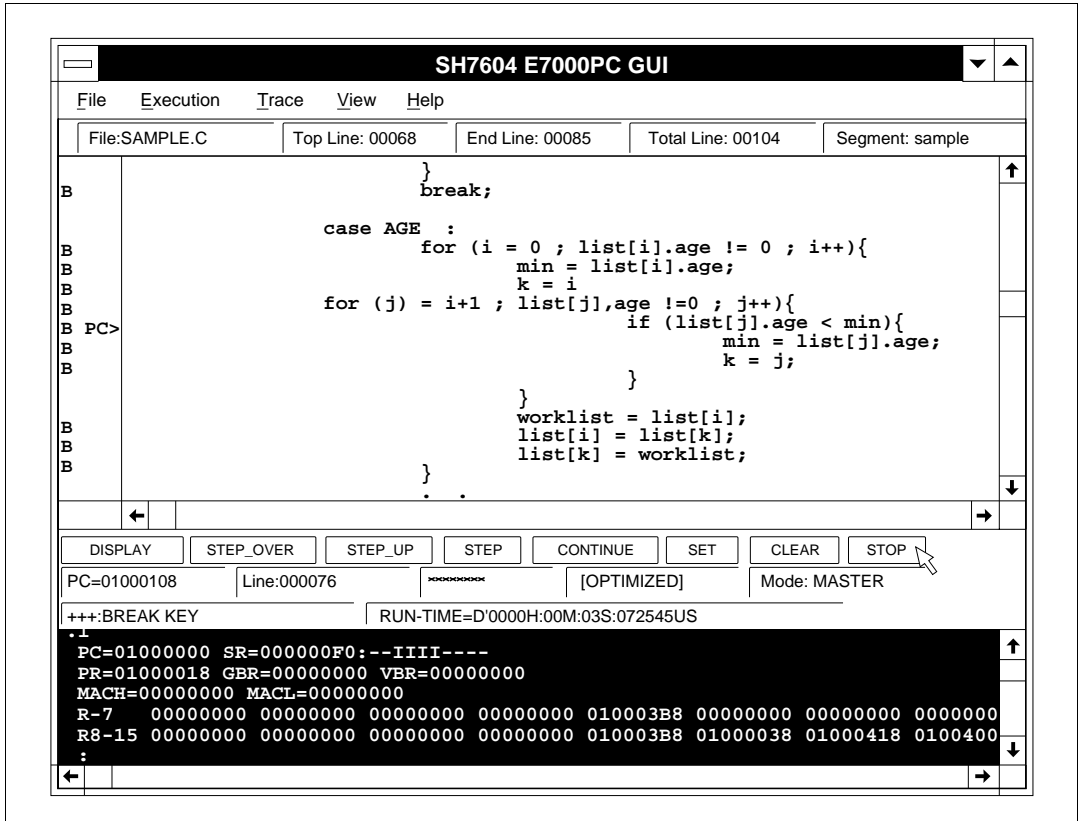 SH7604 E7000PC GUI
File Execution Trace View Help
File:SAMPLE.C Top Line: 00068 End Line: 00085 Total Line: 00104 Segment: sample
}
B break;
case AGE :
B for (i = 0 ; list[i].age != 0 ; i++){
B min = list[i].age;
B k = i
B for (j) = i+1 ; list[j],age !=0 ; j++){
B PC> if (list[j].age < min){
B min = list[j].age;
B k = j;
}
}
B worklist = list[i];
B list[i] = list[k];
B list[k] = worklist;
}
. .
DISPLAY STEP_OVER STEP_UP STEP CONTINUE SET CLEAR STOP
PC=01000108 Line:000076 ******** [OPTIMIZED] Mode: MASTER
+++:BREAK KEY RUN-TIME=D'0000H:00M:03S:072545US
PC=01000000 SR=000000F0:--IIII----
PR=01000018 GBR=00000000 VBR=00000000
MACH=00000000 MACL=00000000
R-7 00000000 00000000 00000000 00000000 010003B8 00000000 00000000 0000000
R8-15 00000000 00000000 00000000 00000000 010003B8 01000038 01000418 0100400
: